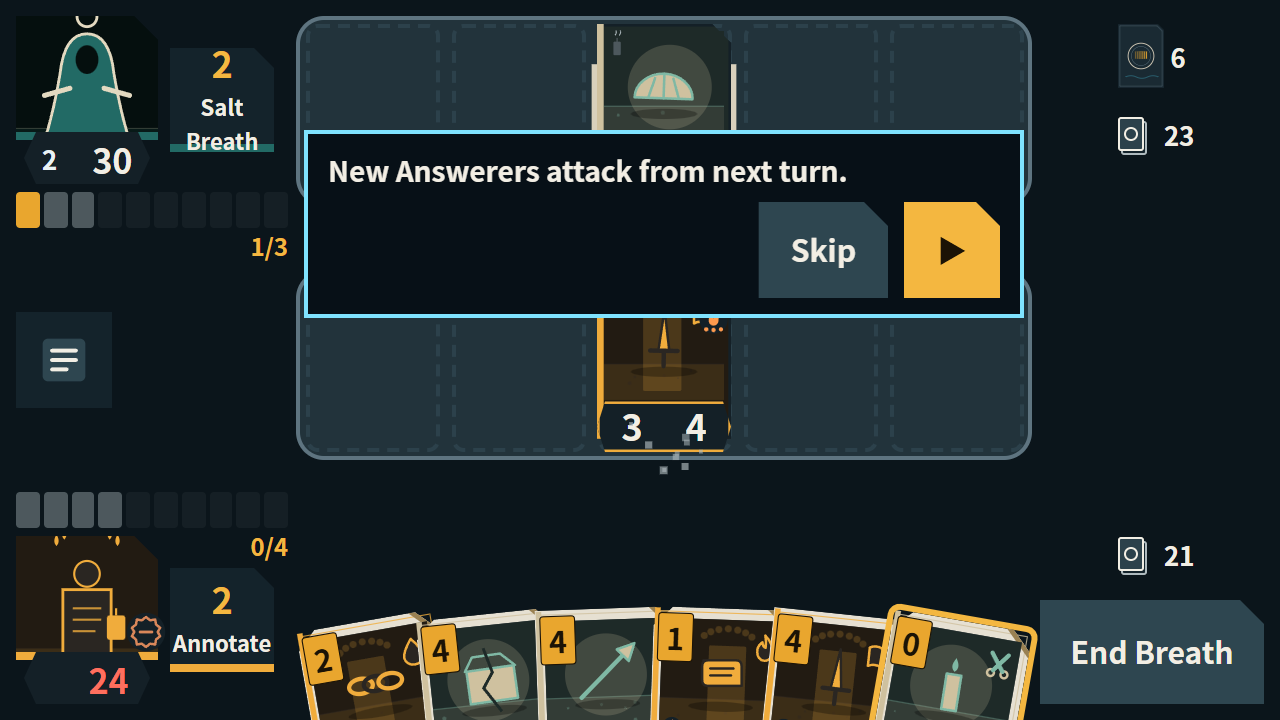 2
Salt
Breath
2 30
1/3
6
23
New Answerers attack from next turn.
Skip
3 4
0/4
2
Annotate
24
21
2
4
4
1
4
0
End Breath